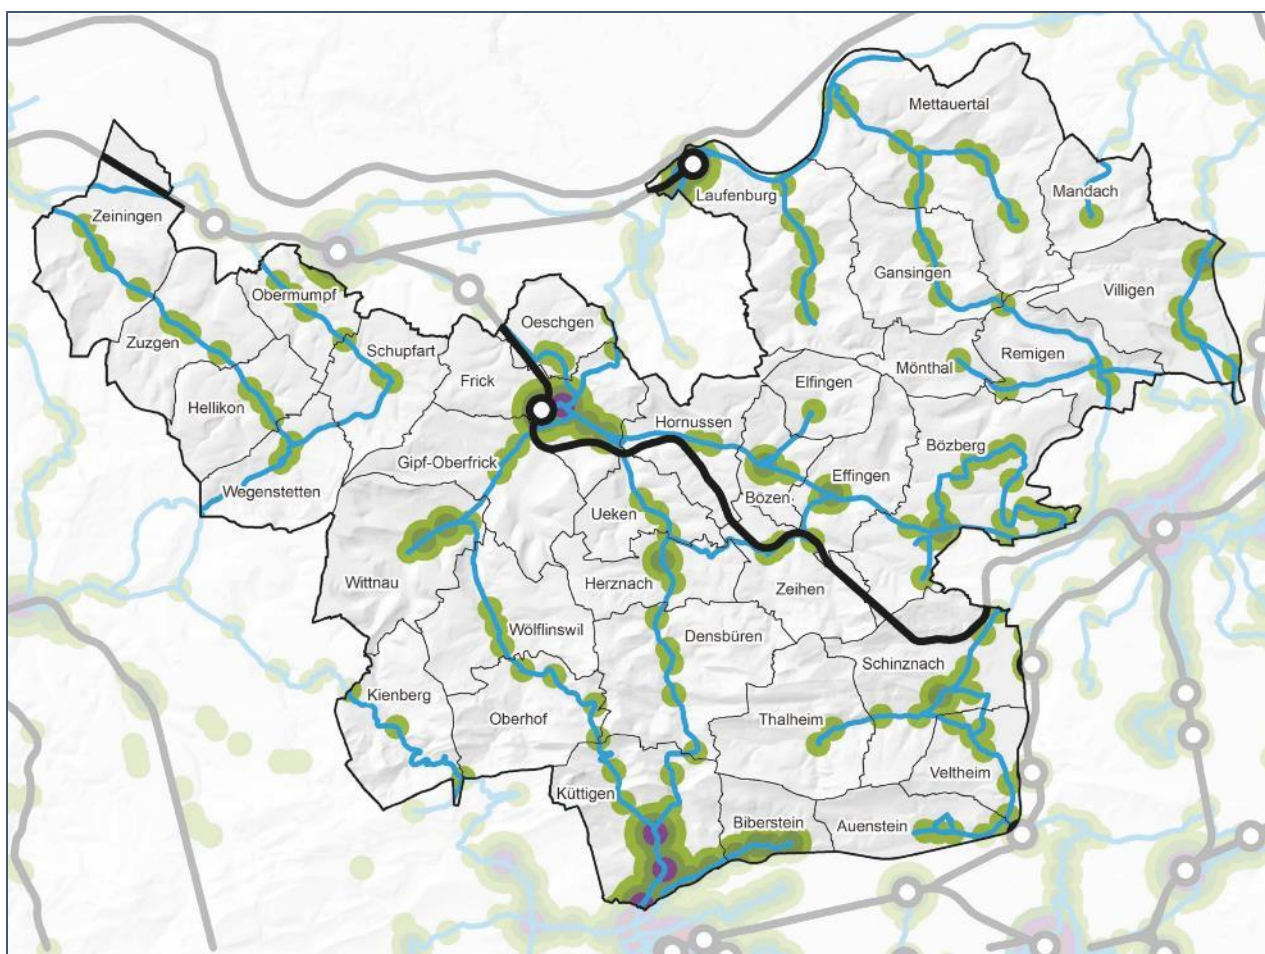 Mettauertal
Mandach
Laufenburg
Zeiningen
Gansingen
Villigen
Obermumpf
Oeschgen
Zuzgen
Schupfart
Mönthal
Remigen
Frick
Elfingen
Hellikon
Hornussen
Bözberg
Gipf-Oberfrick
Effingen
Wegenstetten
Bözen
Ueken
Wittnau
Herznach
Zeihen
Wölflinswil
Densbüren
Schinznach
Kienberg
Oberhof
Thalheim
Veltheim
Küttigen
Biberstein
Auenstein